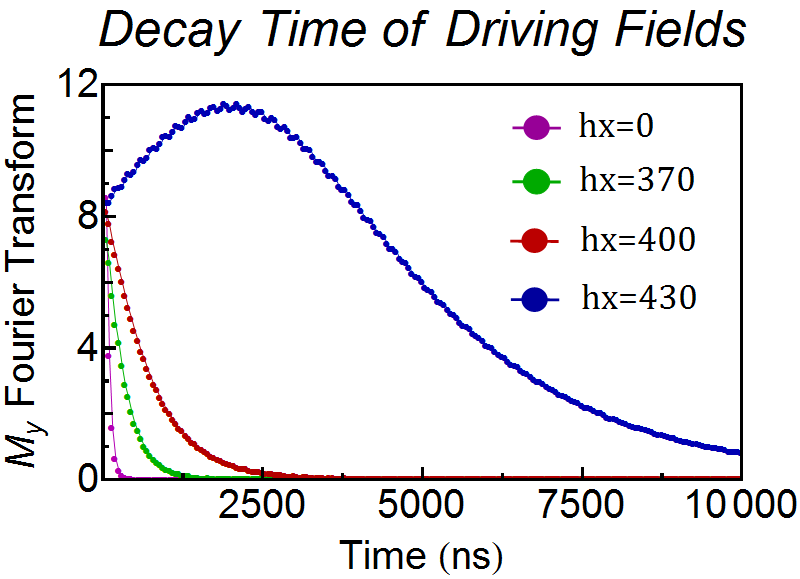 Decay Time of Driving Fields
My Fourier Transform
12
8
4
0
hx=0
hx=370
hx=400
hx=430
2500
5000
7500
10000
Time (ns)